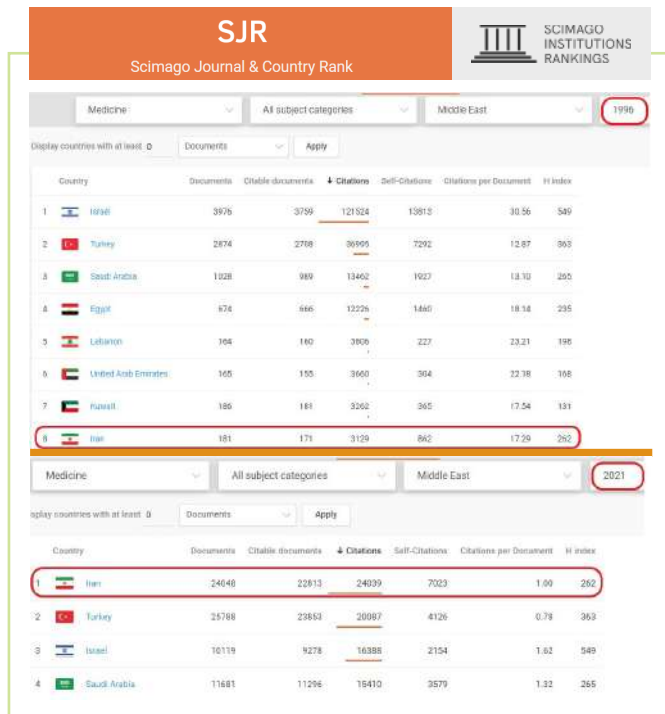 SJR
Scimago Journal & Country Rank
SCIMAGO
INSTITUTIONS
RANKINGS
Medicine All subject categories Middle East 1996
Display countries with at least 0 Documents Apply
Country Documents Citable documents ↓ Citations Self-Citations Citations per Document H index
1 Israel 3976 3759 121524 13813 30.56 549
2 Turkey 2874 2788 36995 7292 12.87 363
3 Saudi Arabia 1028 989 13462 1927 13.10 265
4 Egypt 674 666 12226 1460 18.14 235
5 Lebanon 164 160 3806 227 23.21 198
6 United Arab Emirates 165 155 3660 304 22.18 168
7 Kuwait 186 181 3262 365 17.54 131
8 Iran 181 171 3129 862 17.29 262
Medicine All subject categories Middle East 2021
splay countries with at least 0 Documents Apply
Country Documents Citable documents ↓ Citations Self-Citations Citations per Document H index
1 Iran 24048 22813 24039 7023 1.00 262
2 Turkey 25788 23853 20087 4126 0.78 363
3 Israel 10119 9278 16388 2154 1.62 549
4 Saudi Arabia 11681 11296 15410 3579 1.32 265